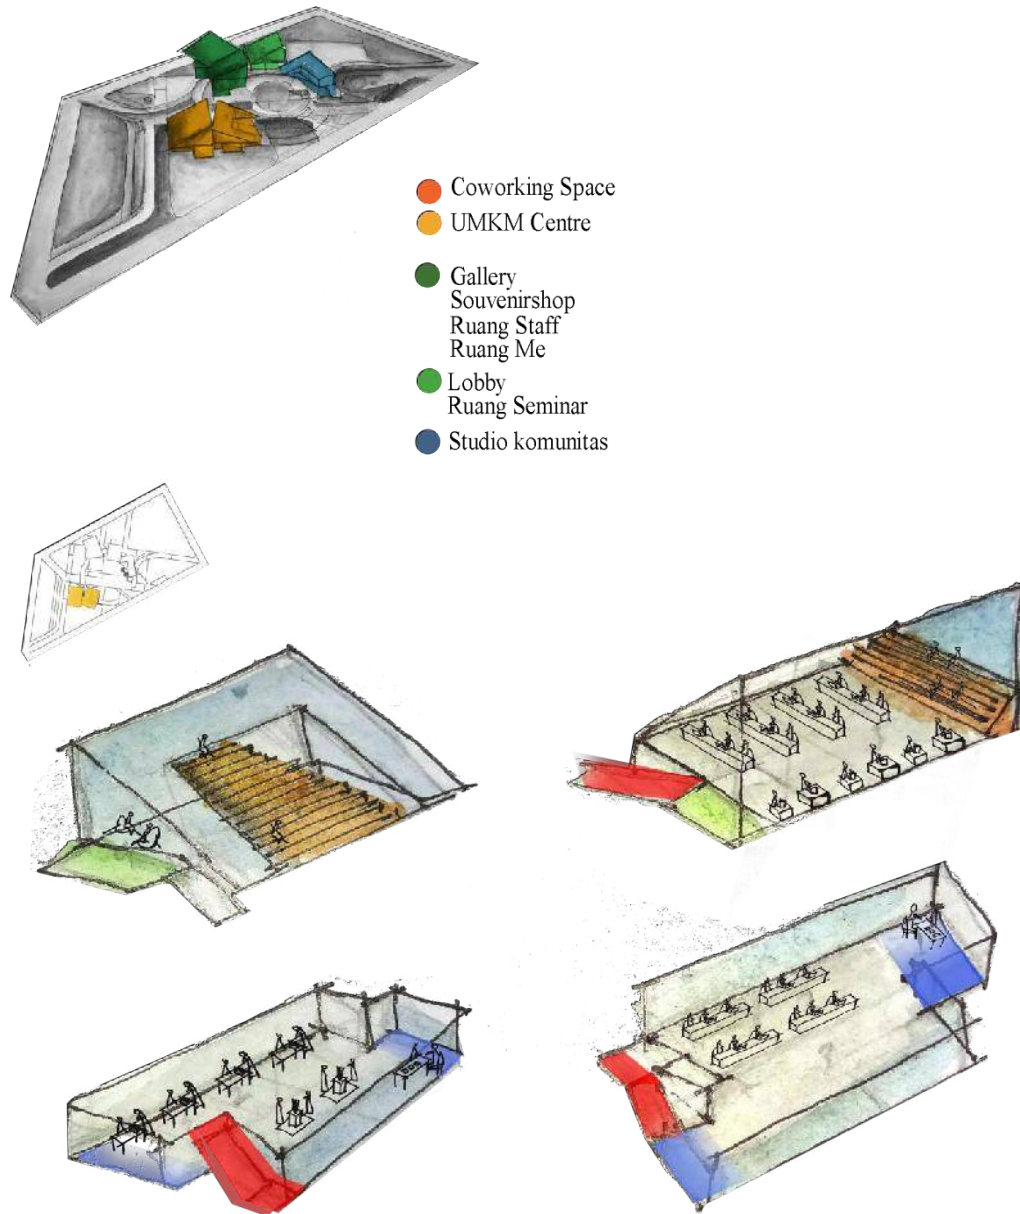 Coworking Space
UMKM Centre
Gallery
Souvenirshop
Ruang Staff
Ruang Me
Lobby
Ruang Seminar
Studio komunitas